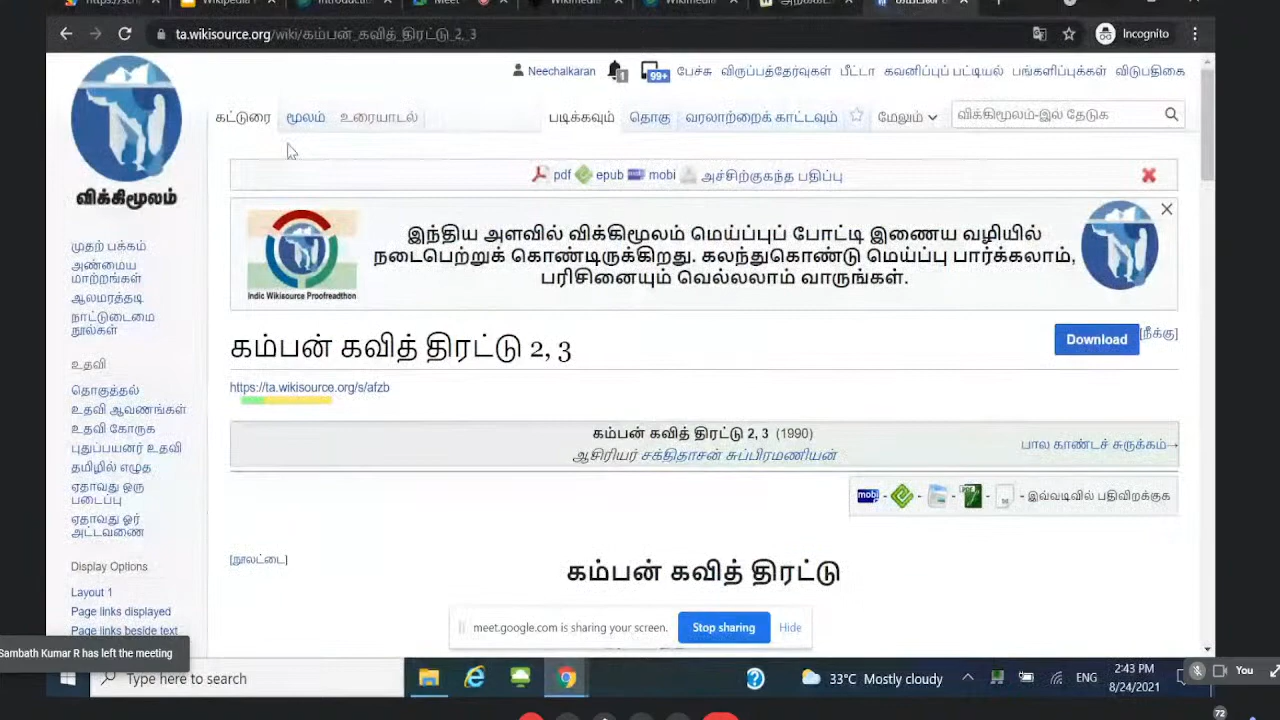 Meet
ta.wikisource.org/wiki/கம்பன்_கவித்_திரட்டு_2,_3
Incognito
Neechalkaran 1 99+ பேச்சு விருப்பத்தேர்வுகள் பீட்டா கவனிப்புப் பட்டியல் பங்களிப்புக்கள் விடுபதிகை
கட்டுரை மூலம் உரையாடல் படிக்கவும் தொகு வரலாற்றைக் காட்டவும் மேலும் விக்கிமூலம்-இல் தேடுக
விக்கிமூலம்
pdf epub mobi அச்சிற்குகந்த பதிப்பு
இந்திய அளவில் விக்கிமூலம் மெய்ப்புப் போட்டி இணைய வழியில்
நடைபெற்றுக் கொண்டிருக்கிறது. கலந்துகொண்டு மெய்ப்பு பார்க்கலாம்,
பரிசினையும் வெல்லலாம் வாருங்கள்.
Indic Wikisource Proofreadthon
முதற் பக்கம்
அண்மைய
மாற்றங்கள்
ஆலமரத்தடி
நாட்டுடைமை
நூல்கள்
உதவி
தொகுத்தல்
உதவி ஆவணங்கள்
உதவி கோருக
புதுப்பயனர் உதவி
தமிழில் எழுத
ஏதாவது ஒரு
படைப்பு
ஏதாவது ஓர்
அட்டவணை
Display Options
Layout 1
Page links displayed
Page links beside text
கம்பன் கவித் திரட்டு 2, 3
Download [நீக்கு]
https://ta.wikisource.org/s/afzb
கம்பன் கவித் திரட்டு 2, 3 (1990)
ஆசிரியர் சக்திதாசன் சுப்பிரமணியன்
பால காண்டச் சுருக்கம்→
mobi - - - - - இவ்வடிவில் பதிவிறக்குக
[நூலட்டை]
கம்பன் கவித் திரட்டு
meet.google.com is sharing your screen. Stop sharing Hide
Sambath Kumar R has left the meeting
Type here to search
33°C Mostly cloudy ENG
2:43 PM
8/24/2021
You
72